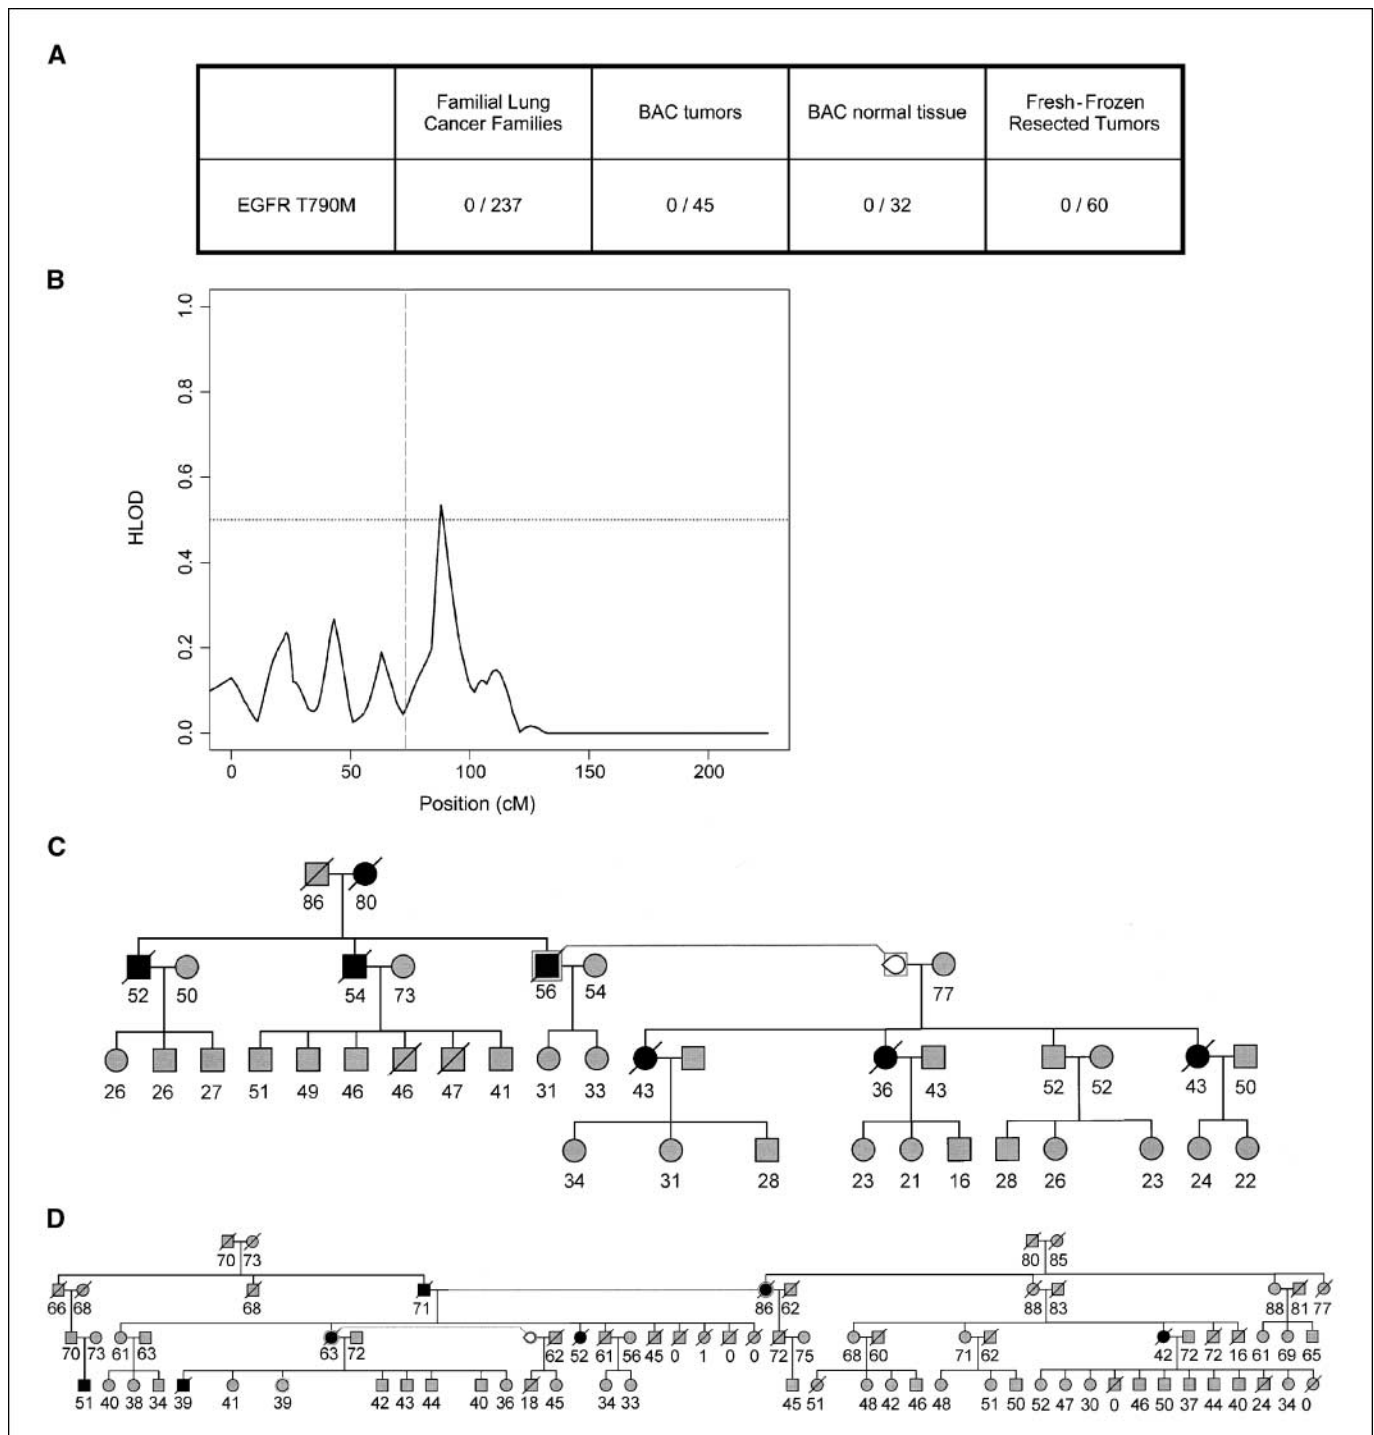 A
Familial Lung
Cancer Families
BAC tumors
BAC normal tissue
Fresh-Frozen
Resected Tumors
EGFR T790M
0 / 237
0 / 45
0 / 32
0 / 60
B
1.0
0.8
0.6
0.4
0.2
0.0
HLOD
0 50 100 150 200
Position (cM)
C
86 80
52 50 54 73 56 54 77
26 26 27 51 49 46 46 47 41 31 33 43 36 43 52 52 43 50
34 31 28 23 21 16 28 26 23 24 22
D
70 73 80 85
66 68 68 71 86 62 88 83 88 81 77
70 73 61 63 63 72 62 52 61 56 45 0 1 0 0 72 75 68 60 71 62 42 72 72 16 61 69 65
51 40 38 34 39 41 39 42 43 44 40 36 18 45 34 33 45 51 48 42 46 48 51 50 52 47 30 0 46 50 37 44 40 24 34 0